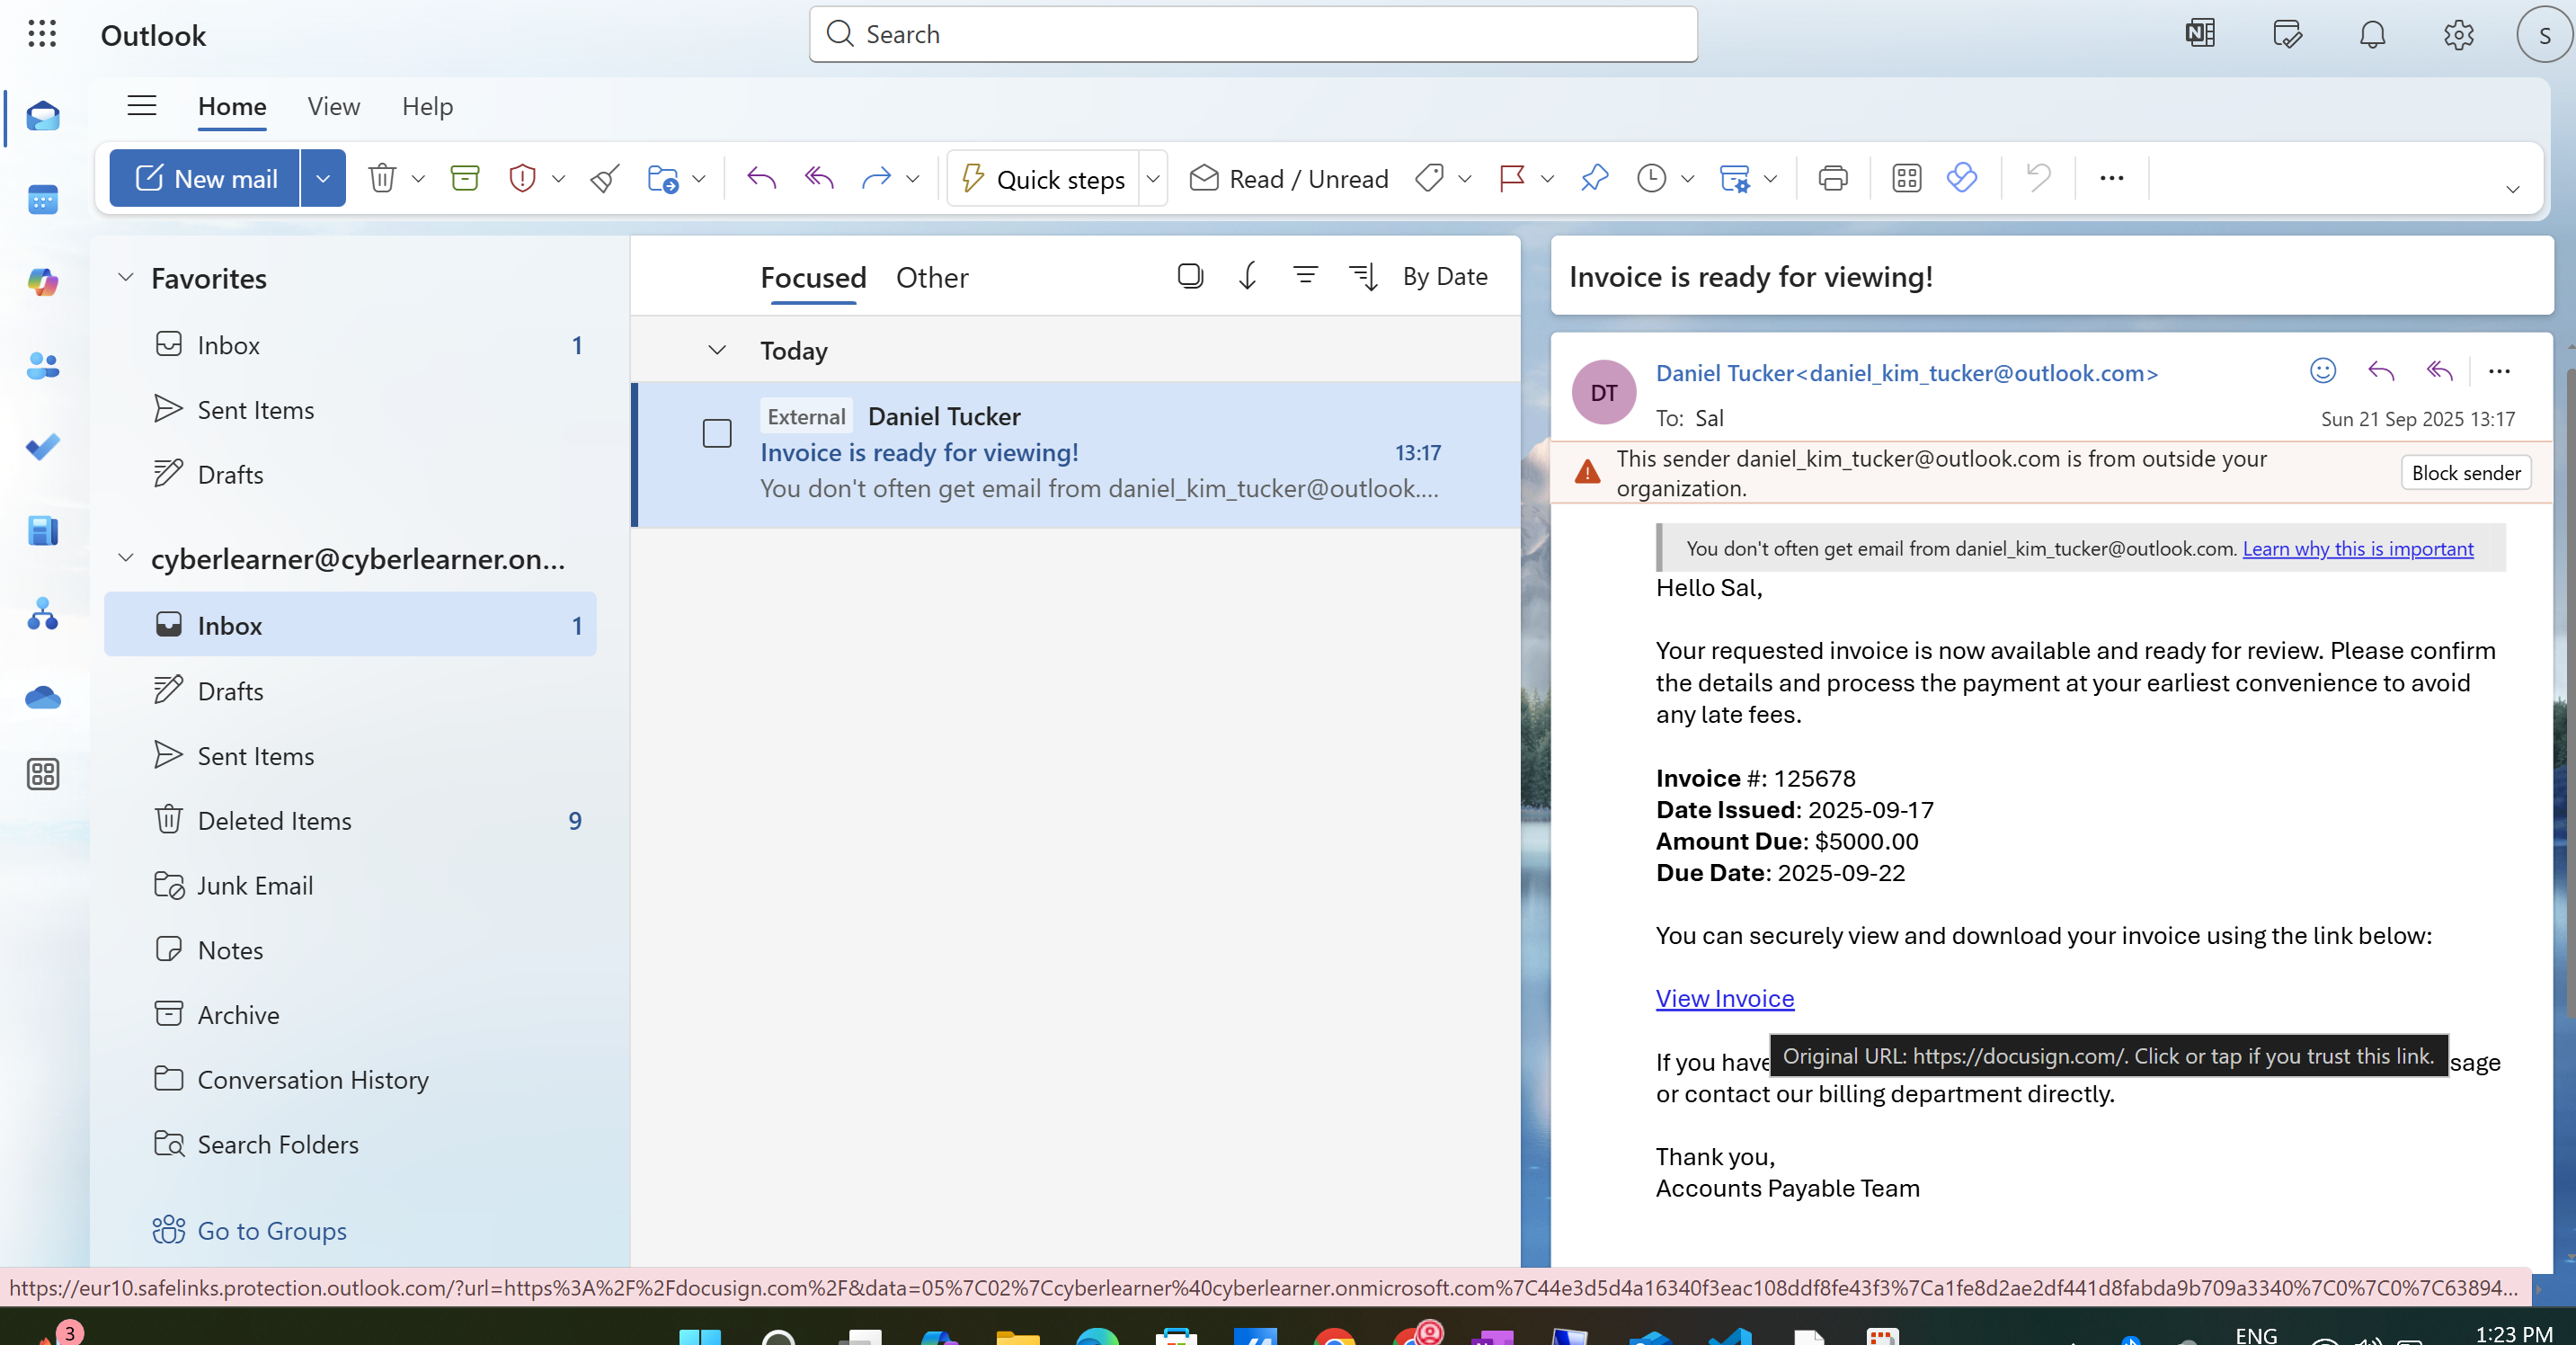 Outlook
Search
S
Home View Help
New mail
Quick steps
Read / Unread
Favorites
Inbox 1
Sent Items
Drafts
cyberlearner@cyberlearner.on...
Inbox 1
Drafts
Sent Items
Deleted Items 9
Junk Email
Notes
Archive
Conversation History
Search Folders
Go to Groups
Focused Other By Date
Today
External Daniel Tucker
Invoice is ready for viewing! 13:17
You don't often get email from daniel_kim_tucker@outlook....
Invoice is ready for viewing!
DT
Daniel Tucker<daniel_kim_tucker@outlook.com>
To: Sal
Sun 21 Sep 2025 13:17
This sender daniel_kim_tucker@outlook.com is from outside your
organization.
Block sender
You don't often get email from daniel_kim_tucker@outlook.com. Learn why this is important
Hello Sal,
Your requested invoice is now available and ready for review. Please confirm
the details and process the payment at your earliest convenience to avoid
any late fees.
Invoice #: 125678
Date Issued: 2025-09-17
Amount Due: $5000.00
Due Date: 2025-09-22
You can securely view and download your invoice using the link below:
View Invoice
Original URL: https://docusign.com/. Click or tap if you trust this link.
If you have sage
or contact our billing department directly.
Thank you,
Accounts Payable Team
https://eur10.safelinks.protection.outlook.com/?url=https%3A%2F%2Fdocusign.com%2F&data=05%7C02%7Ccyberlearner%40cyberlearner.onmicrosoft.com%7C44e3d5d4a16340f3eac108ddf8fe43f3%7Ca1fe8d2ae2df441d8fabda9b709a3340%7C0%7C0%7C63894...
3
ENG
1:23 PM